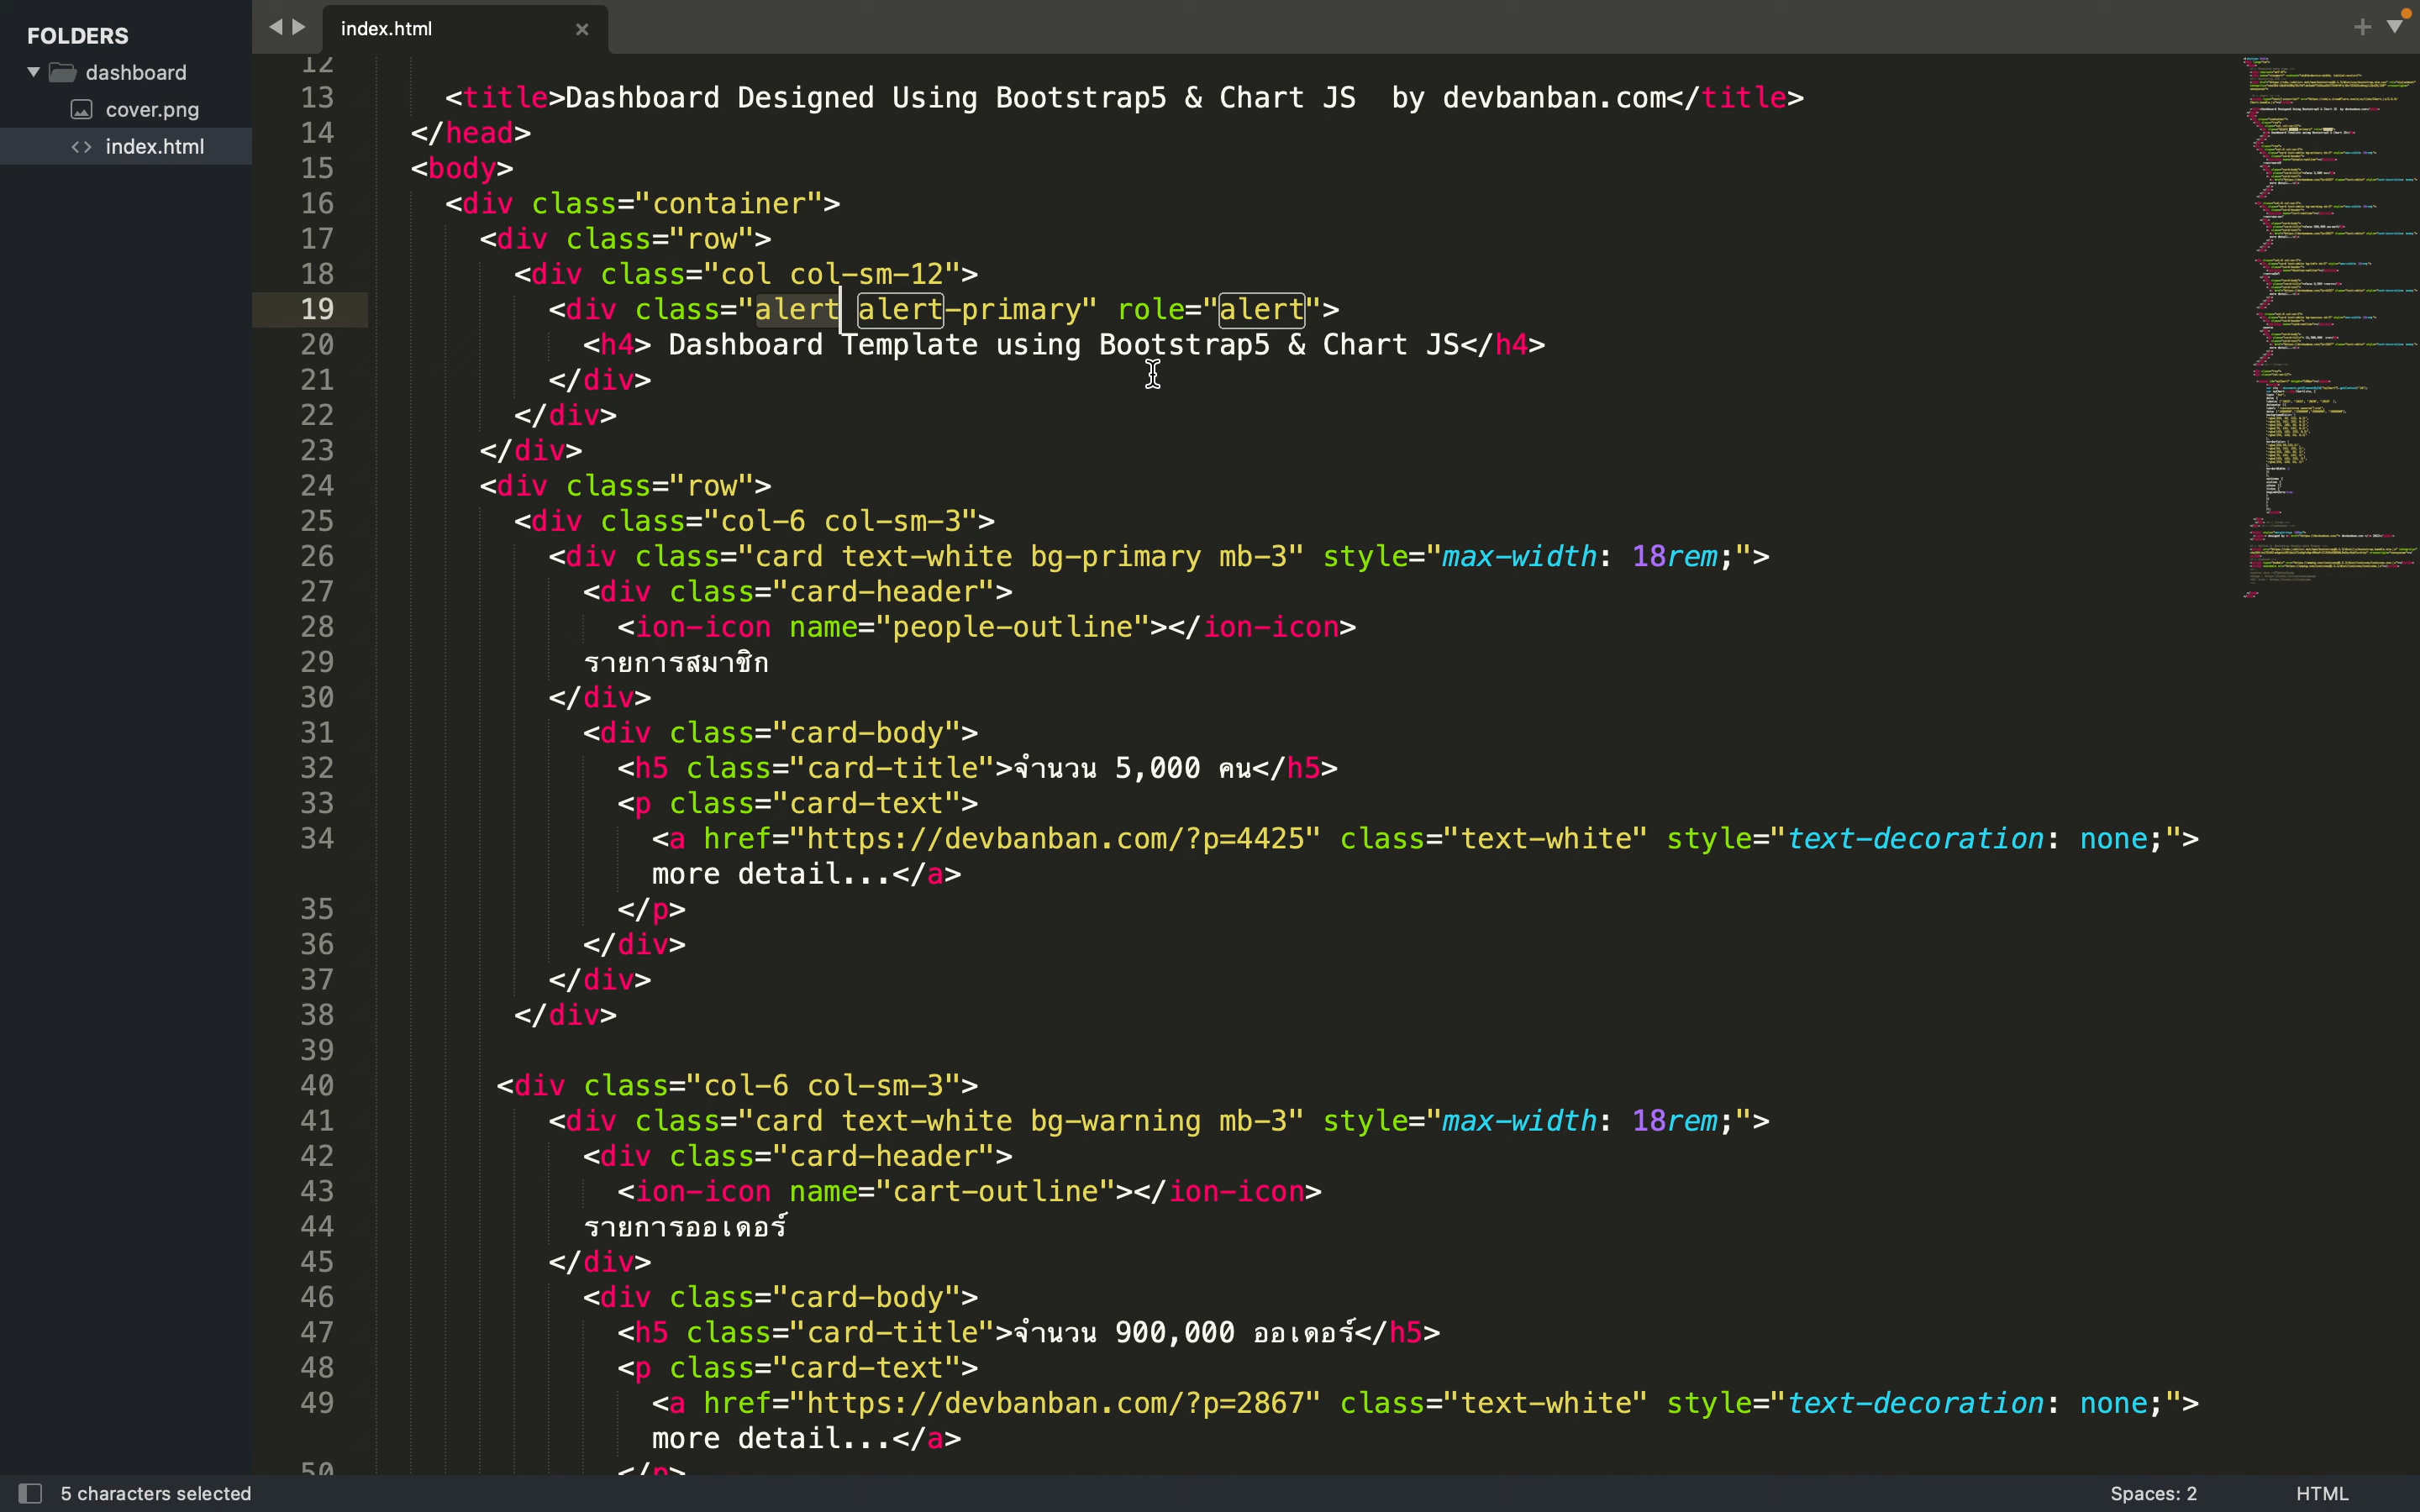 FOLDERS
dashboard
cover.png
index.html
index.html
12
13 <title>Dashboard Designed Using Bootstrap5 & Chart JS  by devbanban.com</title>
14 </head>
15 <body>
16 <div class="container">
17 <div class="row">
18 <div class="col col-sm-12">
19 <div class="alert alert-primary" role="alert">
20 <h4> Dashboard Template using Bootstrap5 & Chart JS</h4>
21 </div>
22 </div>
23 </div>
24 <div class="row">
25 <div class="col-6 col-sm-3">
26 <div class="card text-white bg-primary mb-3" style="max-width: 18rem;">
27 <div class="card-header">
28 <ion-icon name="people-outline"></ion-icon>
29 รายการสมาชิก
30 </div>
31 <div class="card-body">
32 <h5 class="card-title">จำนวน 5,000 คน</h5>
33 <p class="card-text">
34 <a href="https://devbanban.com/?p=4425" class="text-white" style="text-decoration: none;">
more detail...</a>
35 </p>
36 </div>
37 </div>
38 </div>
39
40 <div class="col-6 col-sm-3">
41 <div class="card text-white bg-warning mb-3" style="max-width: 18rem;">
42 <div class="card-header">
43 <ion-icon name="cart-outline"></ion-icon>
44 รายการออเดอร์
45 </div>
46 <div class="card-body">
47 <h5 class="card-title">จำนวน 900,000 ออเดอร์</h5>
48 <p class="card-text">
49 <a href="https://devbanban.com/?p=2867" class="text-white" style="text-decoration: none;">
more detail...</a>
50 </p>
5 characters selected
Spaces: 2
HTML